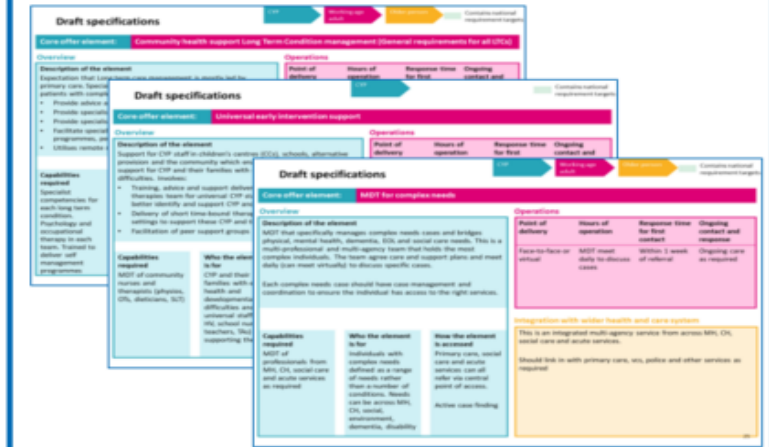 Draft specifications
CYP
Working age
adult
Older person
Contains national
requirement targets
Core offer element:
Community health support Long Term Condition management (General requirements for all LTCs)
Overview
Description of the element
Expectation that Long term care management is mostly led by
primary care.
patients with
Provide advice
Provide
Provide
Facilitate
programmes,
Utilises remote
Capabilities
required
Specialist
competencies for
each long term
condition.
Psychology and
occupational
therapy in each
team. Trained to
deliver self
management
programmes
Operations
Point of
delivery
Hours of
operation
Response time
for first
Ongoing
contact and
Draft specifications
CYP
Contains national
requirement targets
Core offer element:
Universal early intervention support
Overview
Description of the element
Support for CYP staff in children's centres (CCs), schools, alternative
provision and the community which
support for CYP and their families with
difficulties. Involves:
Training, advice and support
therapies team for universal CYP
better identify and support CYP
Delivery of short time-bound
settings to support these CYP and
Facilitation of peer support groups
Capabilities
required
MDT of community
nurses and
therapists (physios,
OTs, dieticians, SLT)
Who the
is for
CYP and their
families with
health and
developmental
difficulties and
universal staff
HV, school
teachers, TAs)
supporting
Operations
Point of
delivery
Hours of
operation
Response time
for first
Ongoing
contact and
Draft specifications
CYP
Working age
adult
Older person
Contains national
requirement targets
Core offer element:
MDT for complex needs
Overview
Description of the element
MDT that specifically manages complex needs cases and bridges
physical, mental health, dementia, EOL and social care needs. This is a
multi-professional and multi-agency team that holds the most
complex individuals. The team agree care and support plans and meet
daily (can meet virtually) to discuss specific cases.
Each complex needs case should have case management and
coordination to ensure the individual has access to the right services.
Capabilities
required
MDT of
professionals from
MH, CH, social care
and acute services
as required
Who the element
is for
Individuals with
complex needs
defined as a range
of needs rather
than a number of
conditions. Needs
can be across MH,
CH, social,
environment,
dementia, disability
How the element
is accessed
Primary care, social
care and acute
services can all
refer via central
point of access.
Active case finding
Operations
Point of
delivery
Hours of
operation
Response time
for first
contact
Ongoing
contact and
response
Face-to-face or
virtual
MDT meet
daily to discuss
cases
Within 1 week
of referral
Ongoing care
as required
Integration with wider health and care system
This is an integrated multi-agency service from across MH, CH,
social care and acute services.
Should link in with primary care, vcs, police and other services as
required